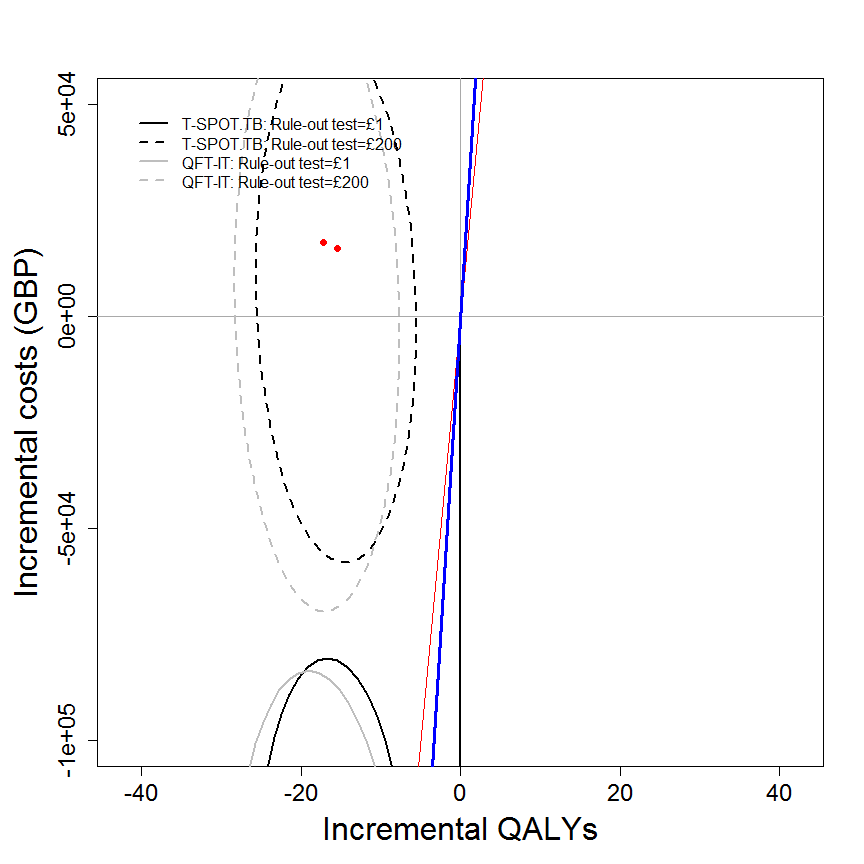 T-SPOT.TB: Rule-out test=£1
T-SPOT.TB: Rule-out test=£200
QFT-IT: Rule-out test=£1
QFT-IT: Rule-out test=£200
Incremental costs (GBP)
5e+04
0e+00
-5e+04
-1e+05
-40 -20 0 20 40
Incremental QALYs